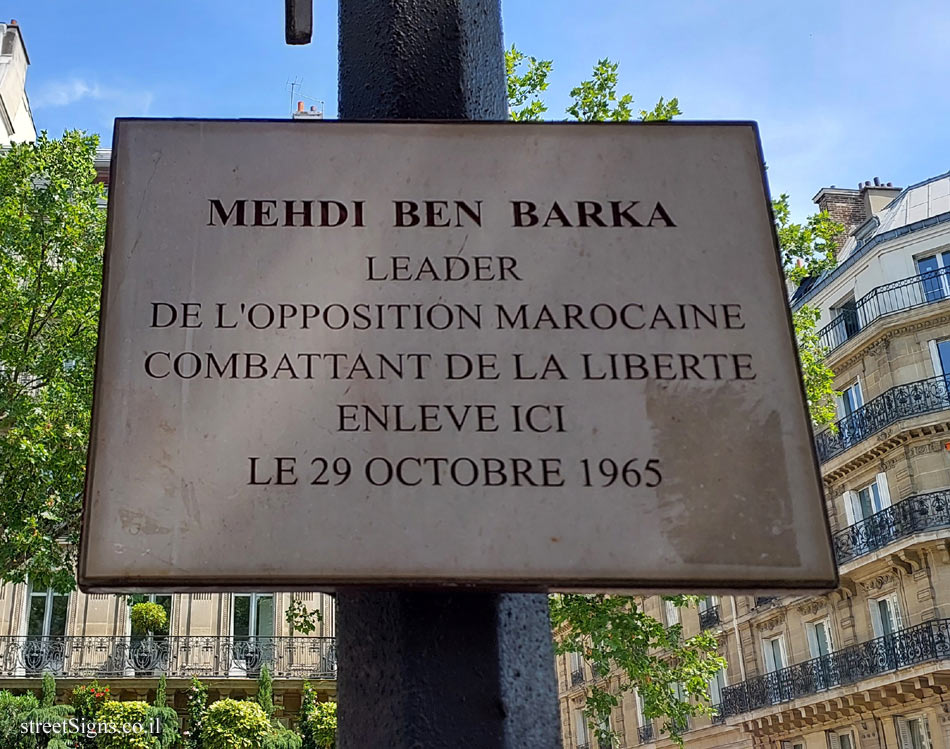 MEHDI BEN BARKA
LEADER
DE L'OPPOSITION MAROCAINE
COMBATTANT DE LA LIBERTE
ENLEVE ICI
LE 29 OCTOBRE 1965
streetSigns.co.il